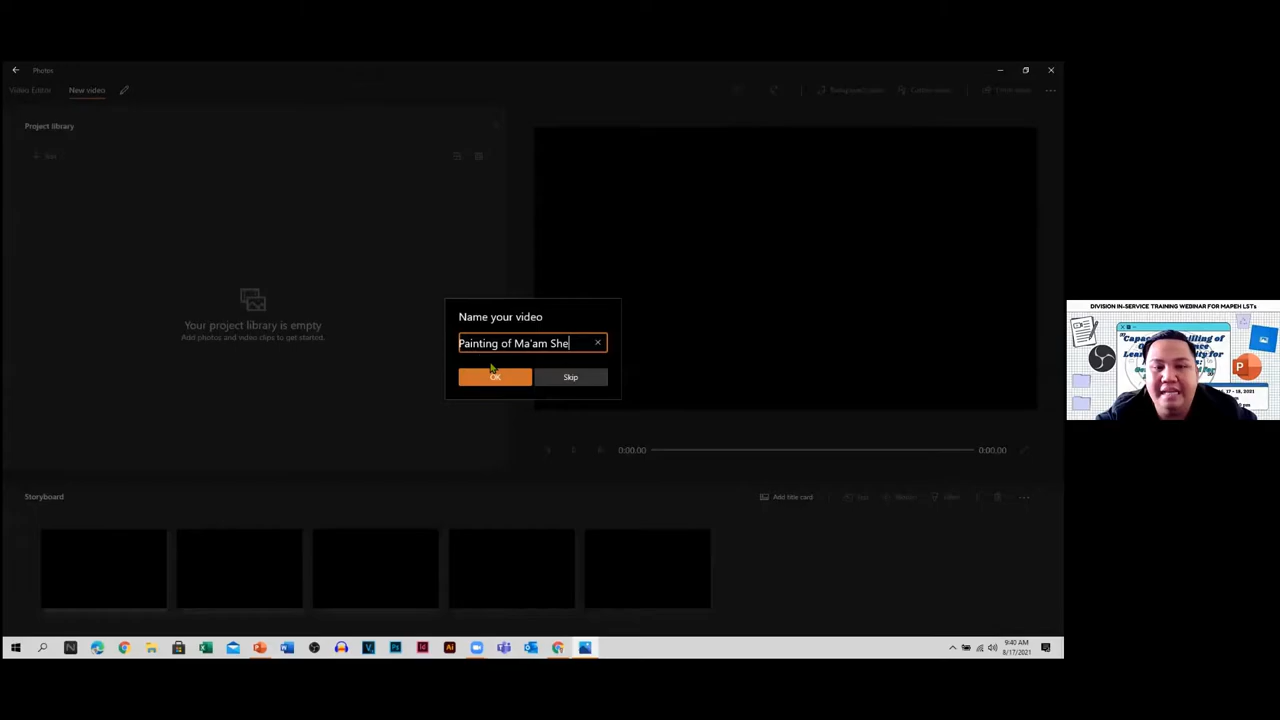 Photos
Video Editor
New video
Project library
Your project library is empty
Add photos and video clips to get started.
Name your video
Painting of Ma'am She
OK
Skip
0:00.00
0:00.00
Storyboard
Add title card
9:40 AM
8/17/2021
DIVISION IN-SERVICE TRAINING WEBINAR FOR MAPEH LSTs